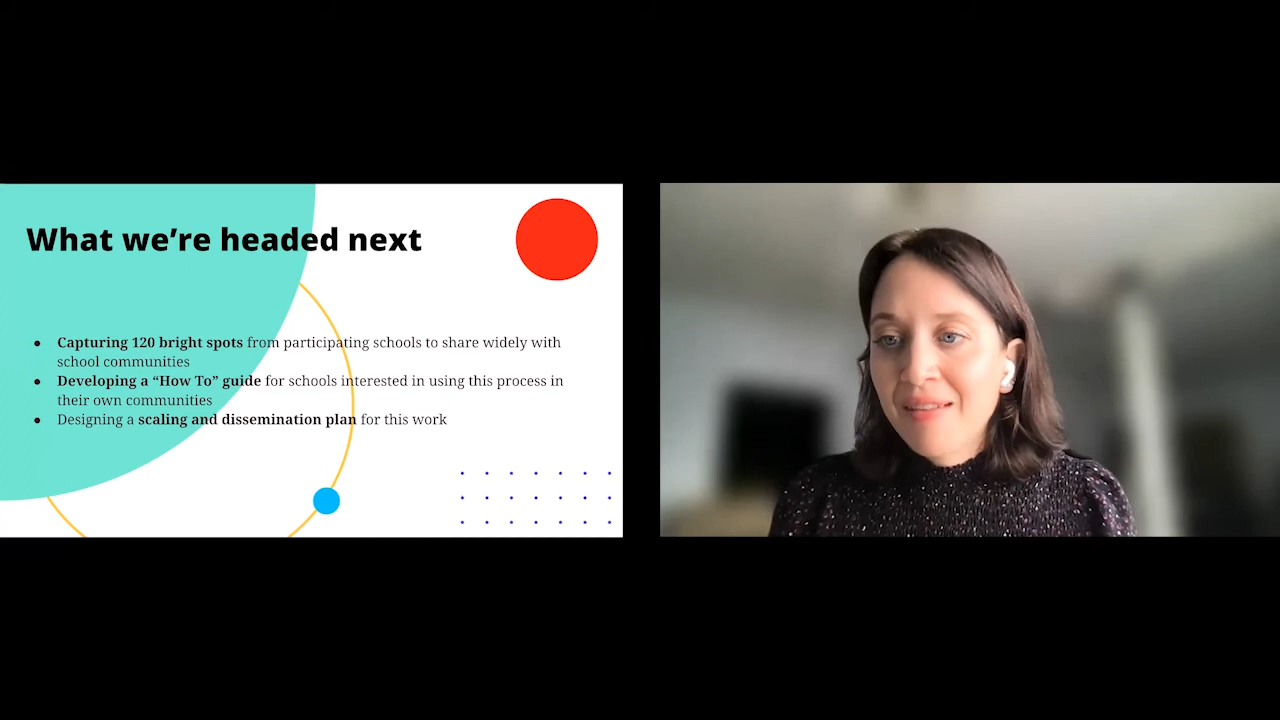 What we’re headed next
● Capturing 120 bright spots from participating schools to share widely with
school communities
● Developing a “How To” guide for schools interested in using this process in
their own communities
● Designing a scaling and dissemination plan for this work